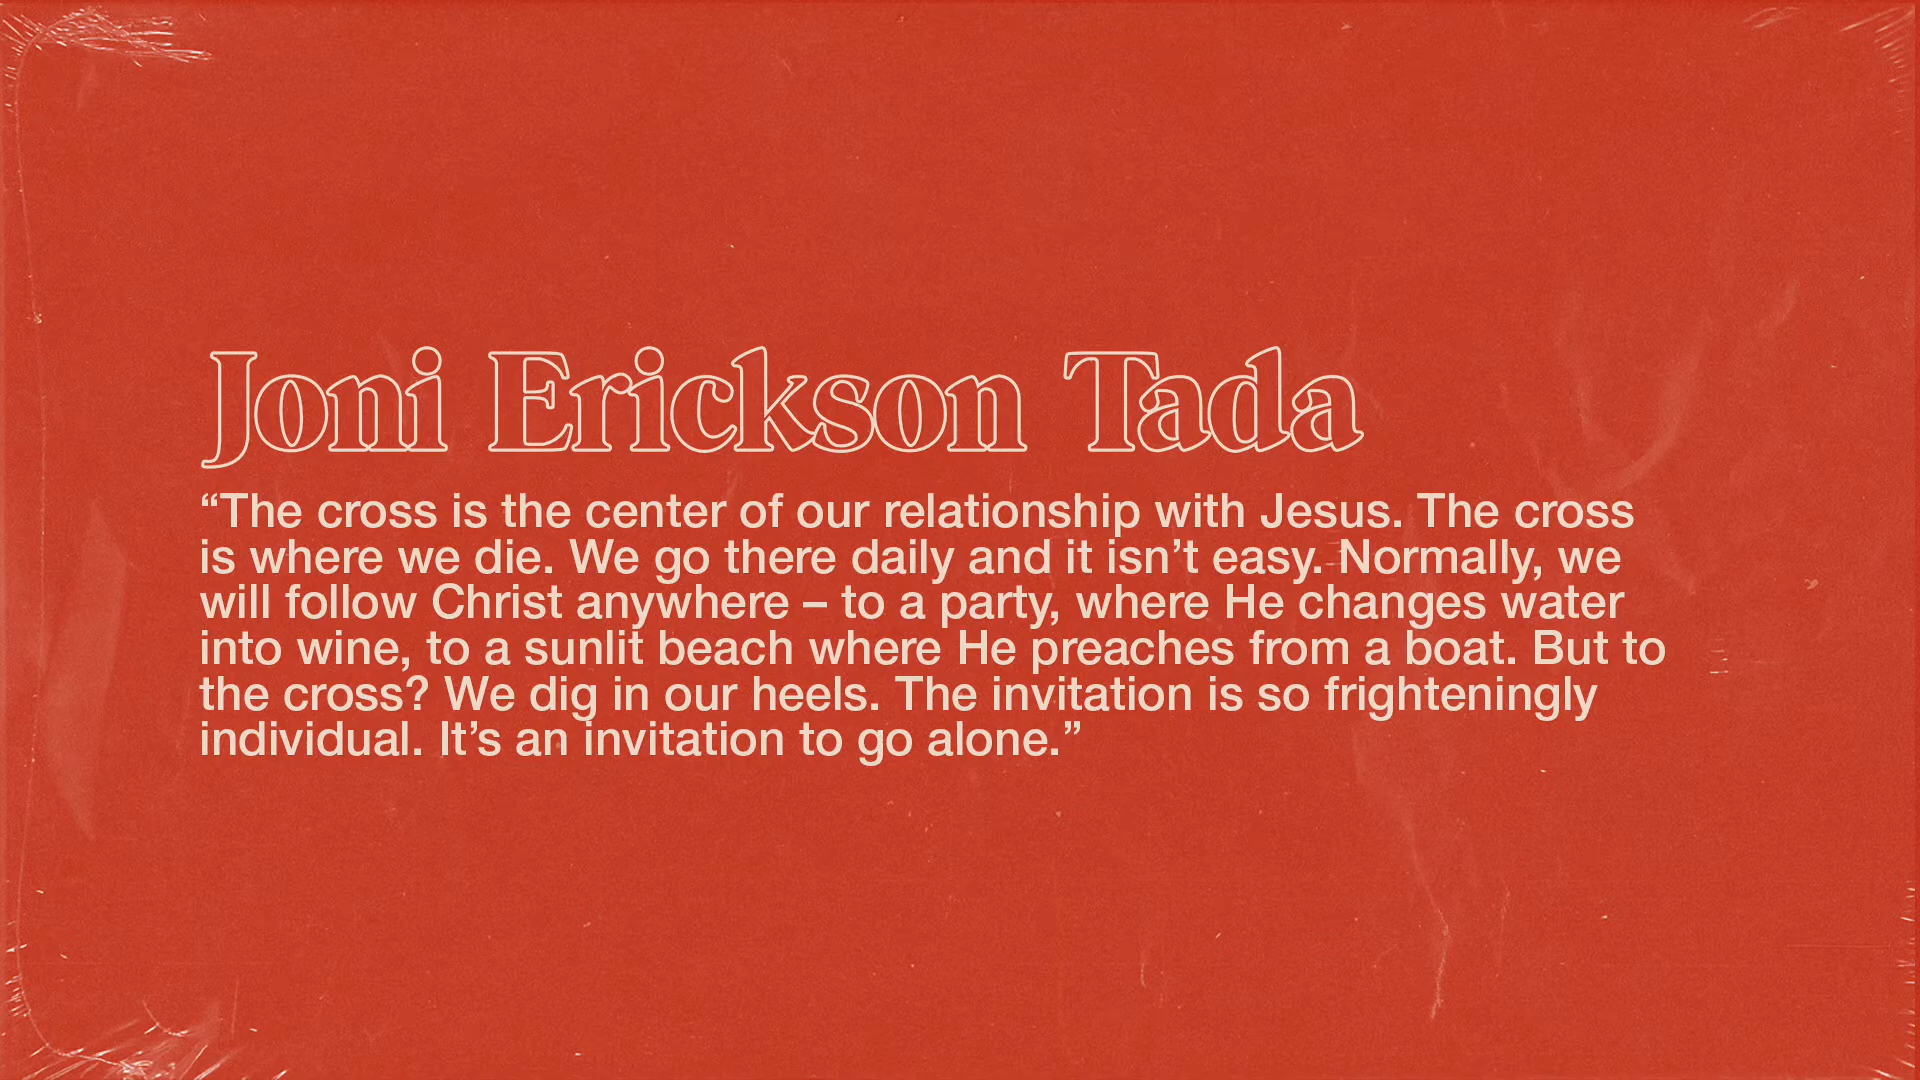 Joni Erickson Tada
“The cross is the center of our relationship with Jesus. The cross
is where we die. We go there daily and it isn’t easy. Normally, we
will follow Christ anywhere – to a party, where He changes water
into wine, to a sunlit beach where He preaches from a boat. But to
the cross? We dig in our heels. The invitation is so frighteningly
individual. It’s an invitation to go alone.”